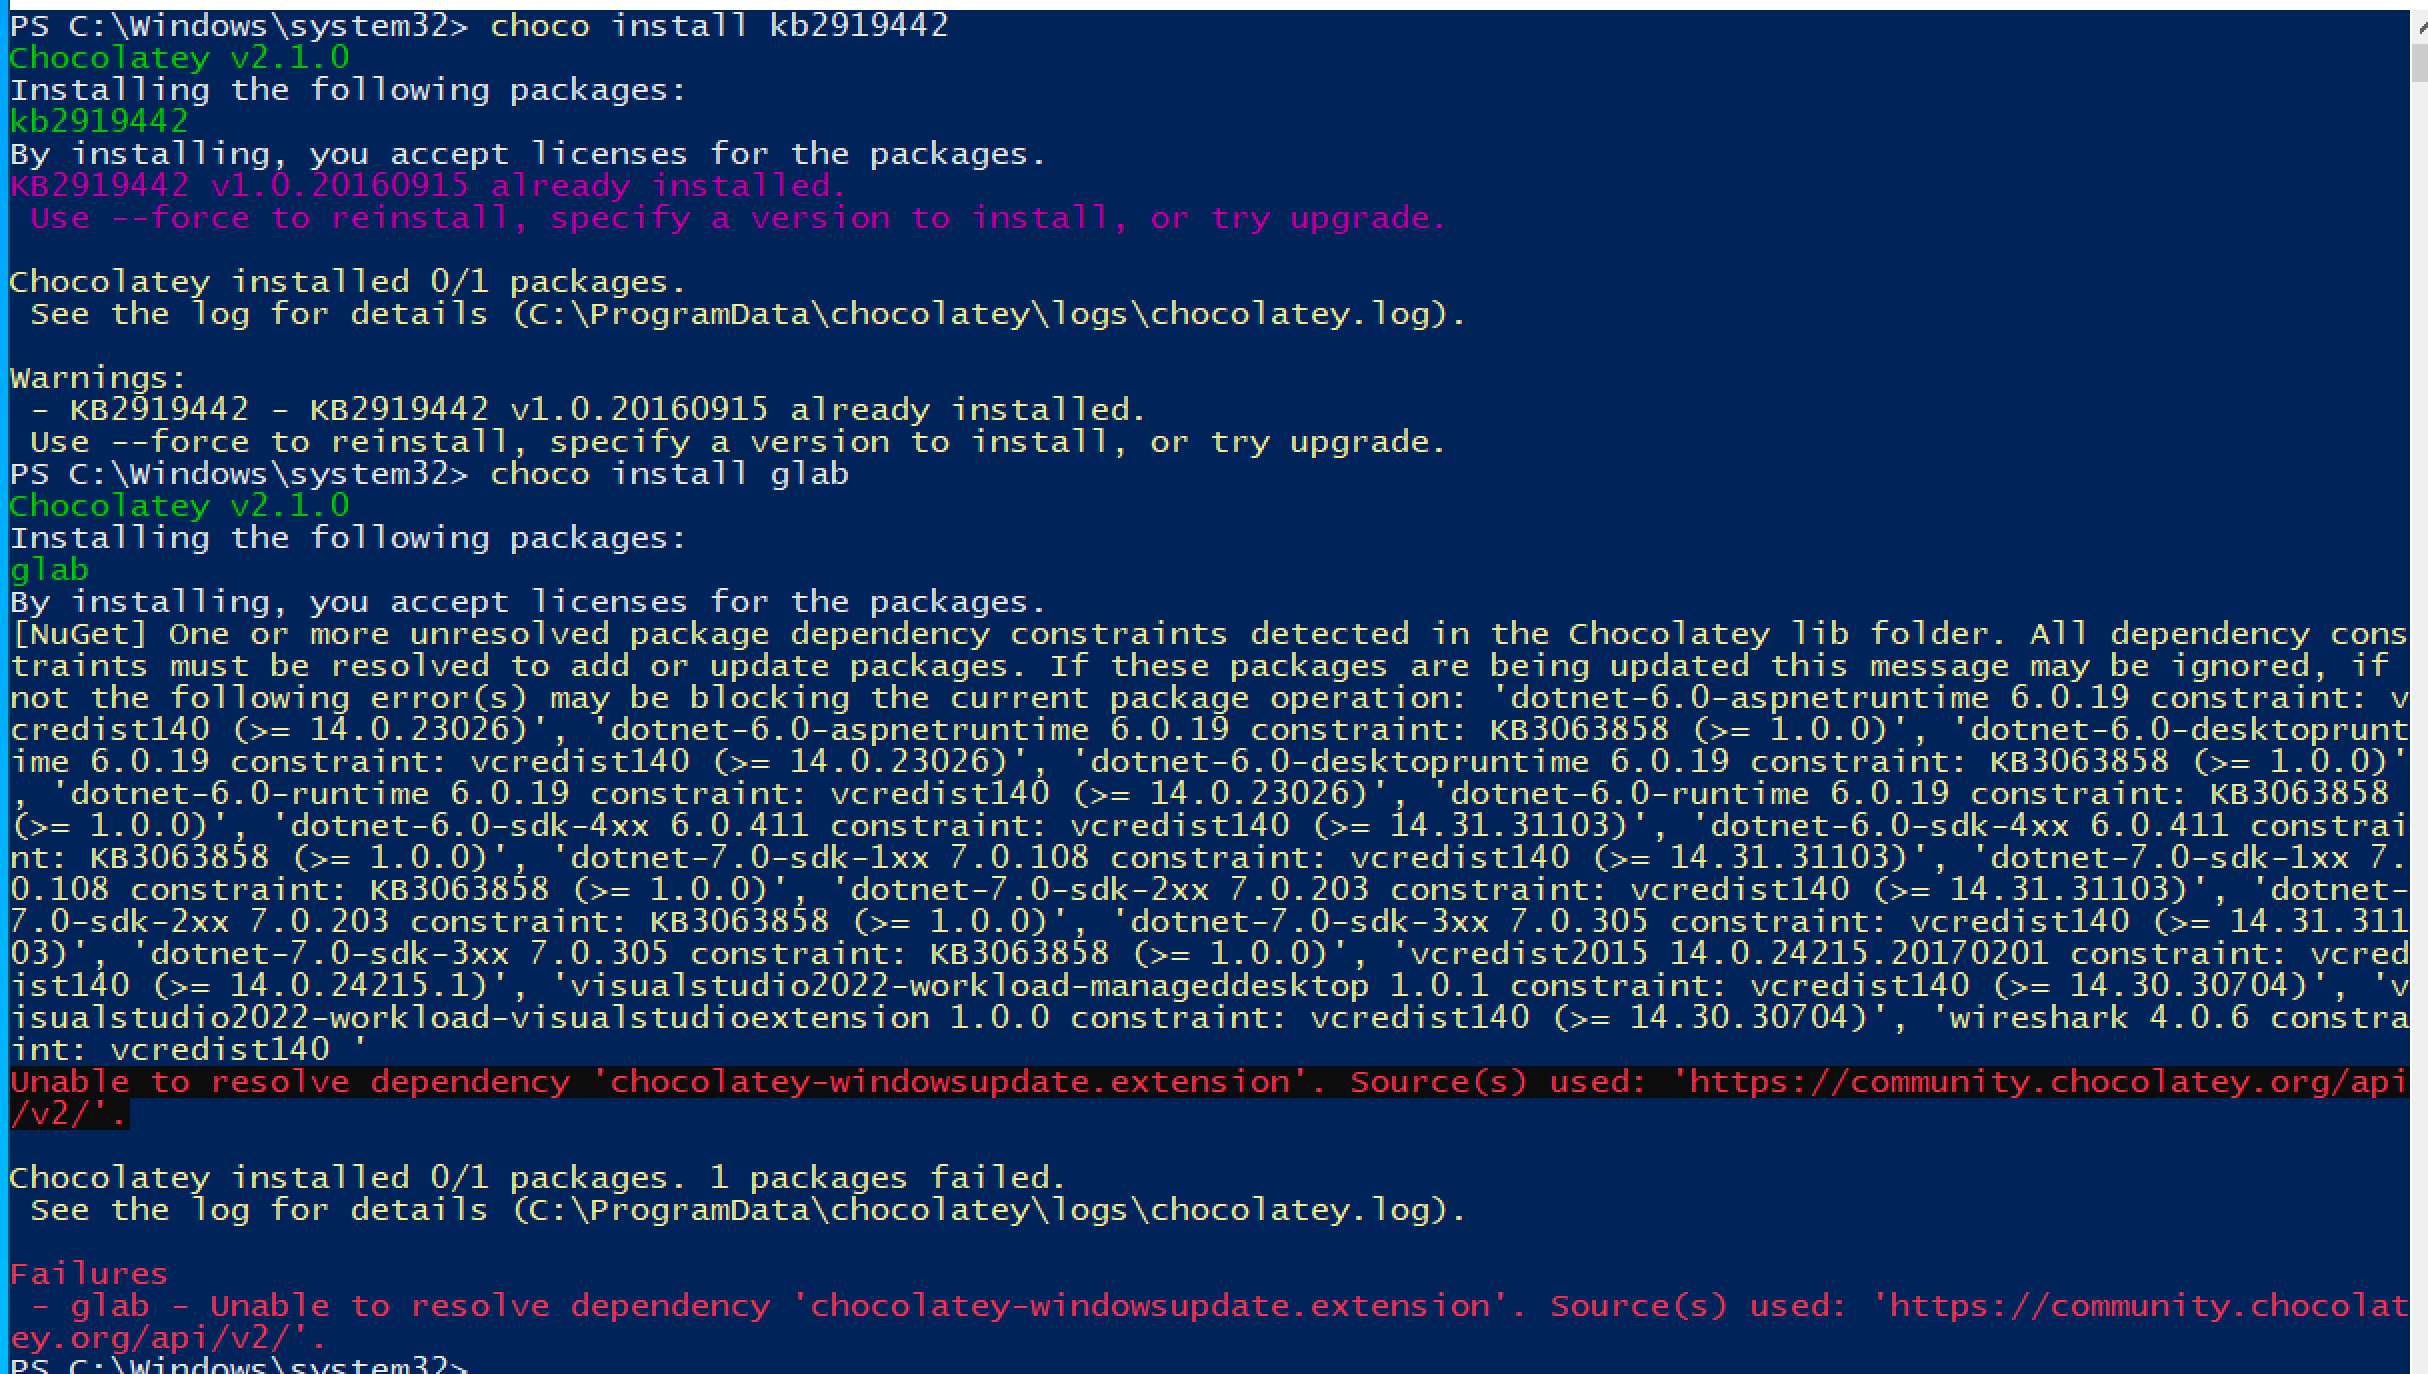 PS C:\Windows\system32> choco install kb2919442
Chocolatey v2.1.0
Installing the following packages:
kb2919442
By installing, you accept licenses for the packages.
KB2919442 v1.0.20160915 already installed.
 Use --force to reinstall, specify a version to install, or try upgrade.

Chocolatey installed 0/1 packages.
 See the log for details (C:\ProgramData\chocolatey\logs\chocolatey.log).

Warnings:
 - KB2919442 - KB2919442 v1.0.20160915 already installed.
 Use --force to reinstall, specify a version to install, or try upgrade.
PS C:\Windows\system32> choco install glab
Chocolatey v2.1.0
Installing the following packages:
glab
By installing, you accept licenses for the packages.
[NuGet] One or more unresolved package dependency constraints detected in the Chocolatey lib folder. All dependency cons
traints must be resolved to add or update packages. If these packages are being updated this message may be ignored, if
not the following error(s) may be blocking the current package operation: 'dotnet-6.0-aspnetruntime 6.0.19 constraint: v
credist140 (>= 14.0.23026)', 'dotnet-6.0-aspnetruntime 6.0.19 constraint: KB3063858 (>= 1.0.0)', 'dotnet-6.0-desktoprunt
ime 6.0.19 constraint: vcredist140 (>= 14.0.23026)', 'dotnet-6.0-desktopruntime 6.0.19 constraint: KB3063858 (>= 1.0.0)'
, 'dotnet-6.0-runtime 6.0.19 constraint: vcredist140 (>= 14.0.23026)', 'dotnet-6.0-runtime 6.0.19 constraint: KB3063858
(>= 1.0.0)', 'dotnet-6.0-sdk-4xx 6.0.411 constraint: vcredist140 (>= 14.31.31103)', 'dotnet-6.0-sdk-4xx 6.0.411 constrai
nt: KB3063858 (>= 1.0.0)', 'dotnet-7.0-sdk-1xx 7.0.108 constraint: vcredist140 (>= 14.31.31103)', 'dotnet-7.0-sdk-1xx 7.
0.108 constraint: KB3063858 (>= 1.0.0)', 'dotnet-7.0-sdk-2xx 7.0.203 constraint: vcredist140 (>= 14.31.31103)', 'dotnet-
7.0-sdk-2xx 7.0.203 constraint: KB3063858 (>= 1.0.0)', 'dotnet-7.0-sdk-3xx 7.0.305 constraint: vcredist140 (>= 14.31.311
03)', 'dotnet-7.0-sdk-3xx 7.0.305 constraint: KB3063858 (>= 1.0.0)', 'vcredist2015 14.0.24215.20170201 constraint: vcred
ist140 (>= 14.0.24215.1)', 'visualstudio2022-workload-manageddesktop 1.0.1 constraint: vcredist140 (>= 14.30.30704)', 'v
isualstudio2022-workload-visualstudioextension 1.0.0 constraint: vcredist140 (>= 14.30.30704)', 'wireshark 4.0.6 constra
int: vcredist140 '
Unable to resolve dependency 'chocolatey-windowsupdate.extension'. Source(s) used: 'https://community.chocolatey.org/api
/v2/'.

Chocolatey installed 0/1 packages. 1 packages failed.
 See the log for details (C:\ProgramData\chocolatey\logs\chocolatey.log).

Failures
 - glab - Unable to resolve dependency 'chocolatey-windowsupdate.extension'. Source(s) used: 'https://community.chocolat
ey.org/api/v2/'.
PS C:\Windows\system32>